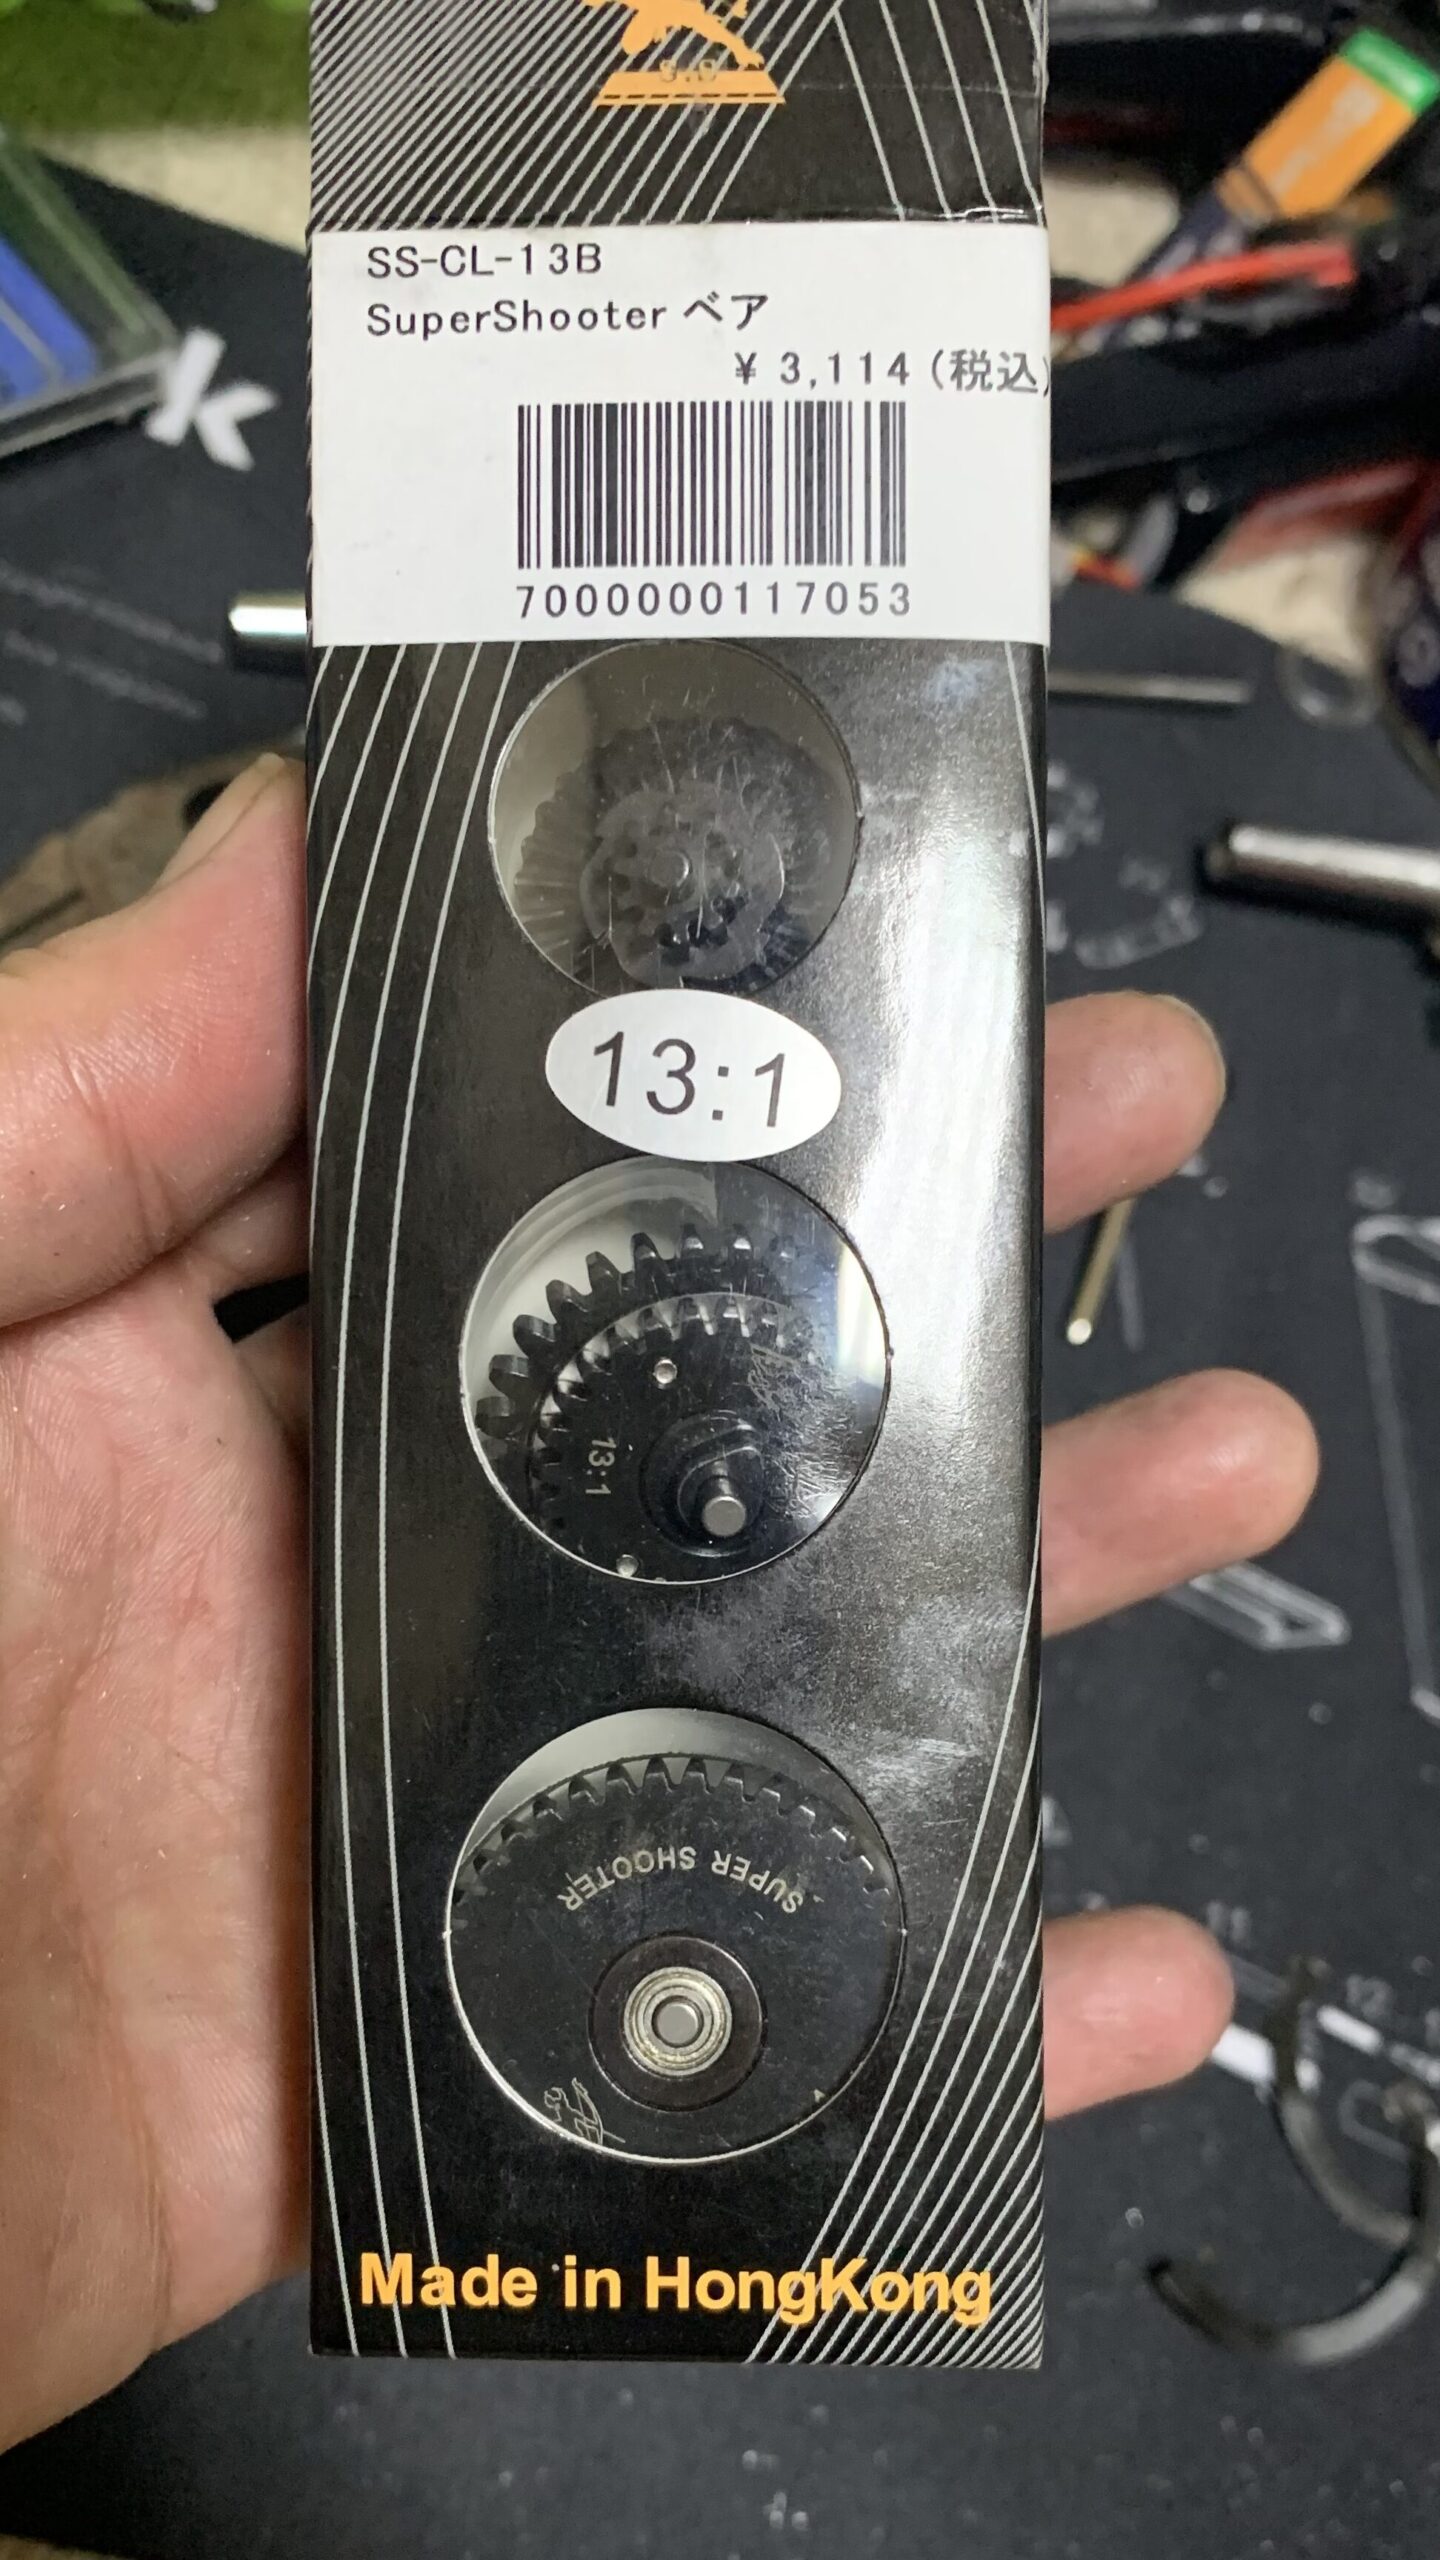 SS-CL-13B
SuperShooter ベア
¥ 3,114(税込)
7000000117053
13:1
13:1
SUPER SHOOTER
Made in HongKong